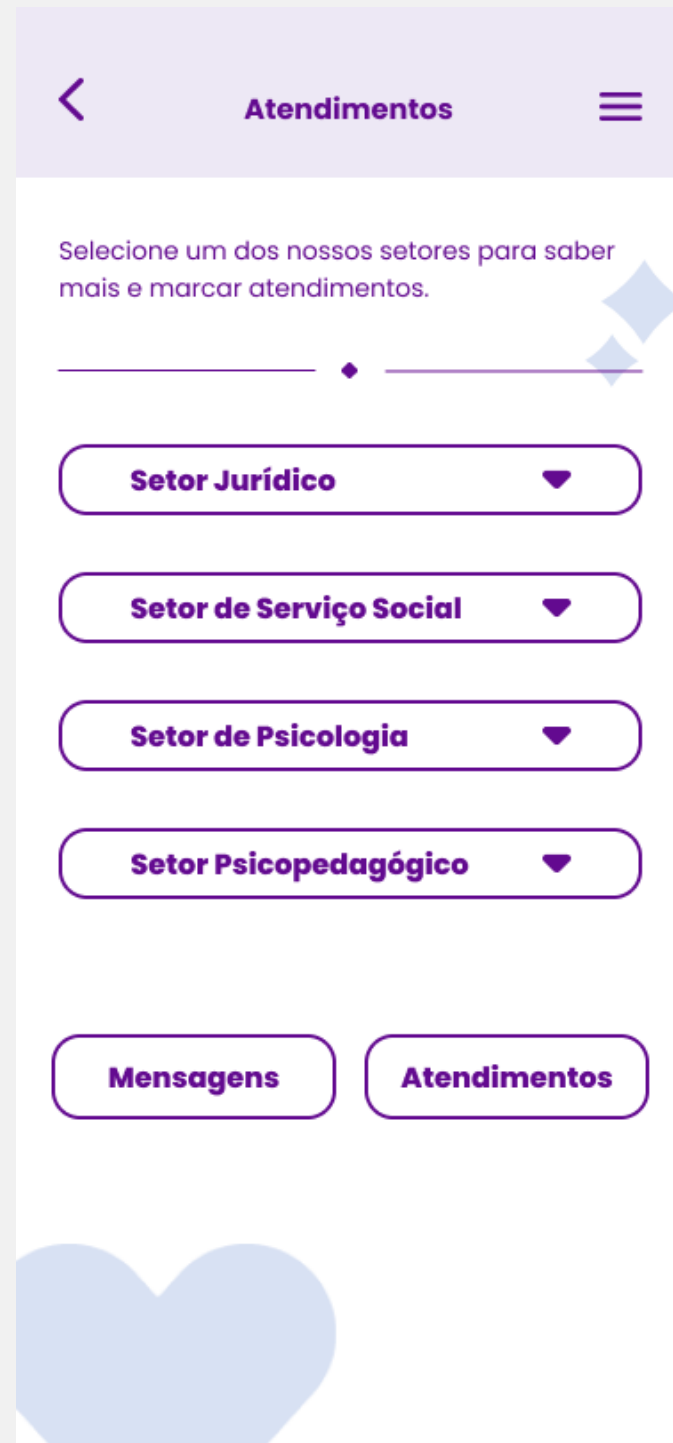 Atendimentos
Selecione um dos nossos setores para saber
mais e marcar atendimentos.
Setor Jurídico
Setor de Serviço Social
Setor de Psicologia
Setor Psicopedagógico
Mensagens
Atendimentos